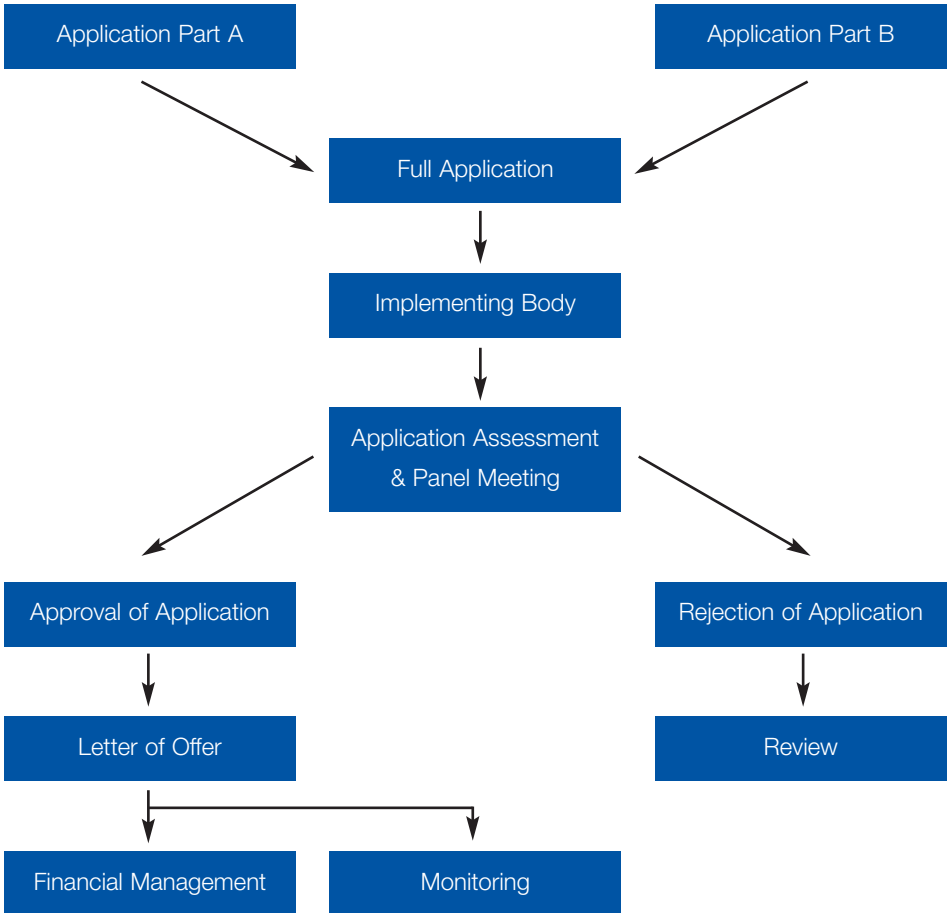 Application Part A
Application Part B
Full Application
Implementing Body
Application Assessment
& Panel Meeting
Approval of Application
Rejection of Application
Letter of Offer
Review
Financial Management
Monitoring